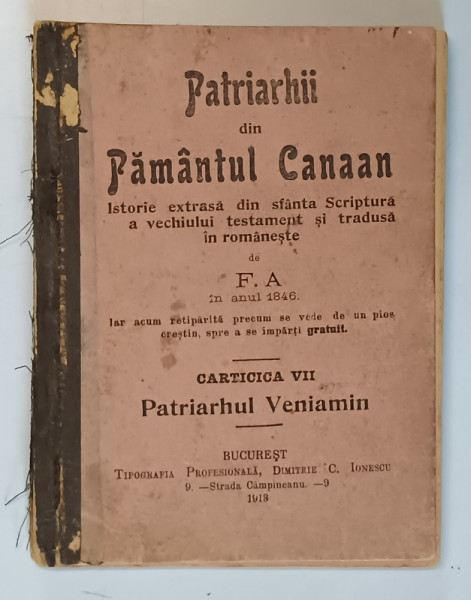 Patriarhii
din
Pământul Canaan
Istorie extrasă din sfânta Scriptură
a vechiului testament și tradusă
în românește
de
F. A
în anul 1846.
Iar acum retipărită precum se vede de un pios
creștin, spre a se împărți gratuit.
CARTICICA VII
Patriarhul Veniamin
BUCUREȘT
TIPOGRAFIA PROFESIONALĂ, DIMITRIE C. IONESCU
9. —Strada Câmpineanu. —9
1913